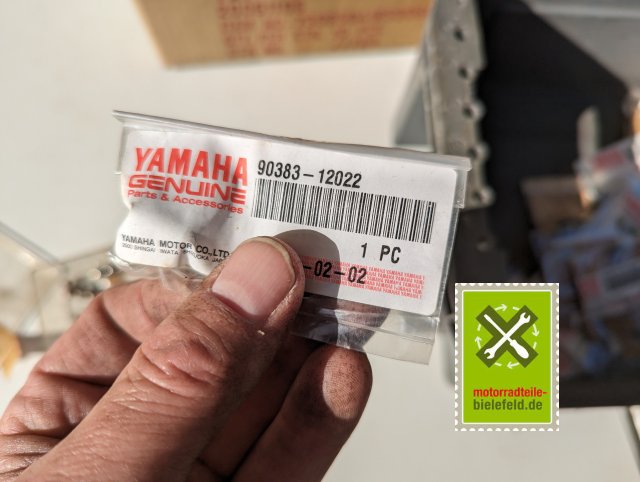 YAMAHA
GENUINE
Parts & Accessories
90383-12022
1 PC
YAMAHA MOTOR CO.,LTD.
-02-02
motorradteile-
bielefeld.de